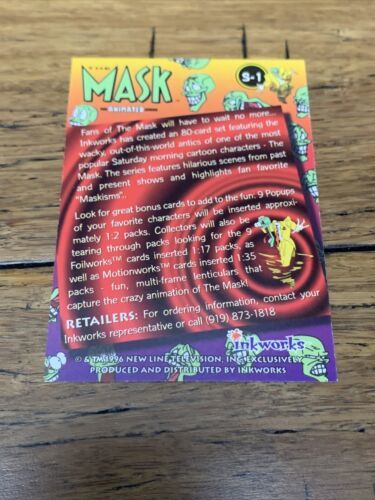 THE
MASK
ANIMATED
S-1
Fans of The Mask will have to wait no more...
Inkworks has created an 80-card set featuring the
wacky, out-of-this-world antics of one of the most
popular Saturday morning cartoon characters - The
Mask. The series features hilarious scenes from past
and present shows and highlights fan favorite
"Maskisms".
Look for great bonus cards to add to the fun. 9 Popups
of your favorite characters will be inserted approxi-
mately 1:2 packs. Collectors will also be
tearing through packs looking for the 9
Foilworks™ cards inserted 1:17 packs, as
well as Motionworks™ cards inserted 1:35
packs - fun, multi-frame lenticulars that
capture the crazy animation of The Mask!
RETAILERS: For ordering information, contact your
Inkworks representative or call (919) 873-1818
inkworks
© & TM 1996 NEW LINE TELEVISION, INC. EXCLUSIVELY
PRODUCED AND DISTRIBUTED BY INKWORKS